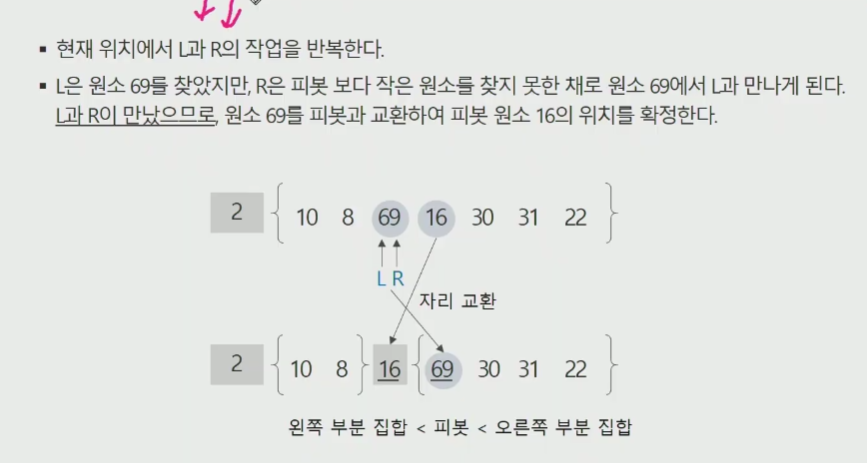 ▪ 현재 위치에서 L과 R의 작업을 반복한다.
▪ L은 원소 69를 찾았지만, R은 피봇 보다 작은 원소를 찾지 못한 채로 원소 69에서 L과 만나게 된다.
L과 R이 만났으므로, 원소 69를 피봇과 교환하여 피봇 원소 16의 위치를 확정한다.
2 { 10 8 69 16 30 31 22 }
L R
자리 교환
2 { 10 8 } 16 { 69 30 31 22 }
왼쪽 부분 집합 < 피봇 < 오른쪽 부분 집합